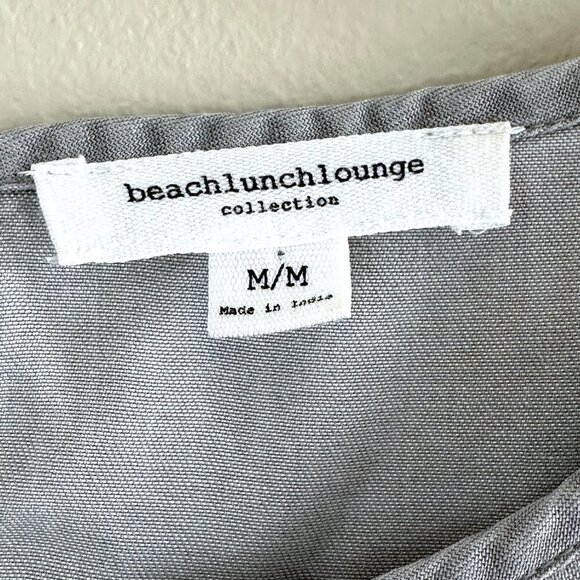 beachlunchlounge
collection
M/M
Made in India